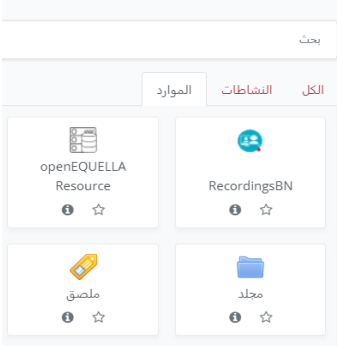 بحث
الكل النشاطات الموارد
RecordingsBN
openEQUELLA
Resource
مجلد
ملصق